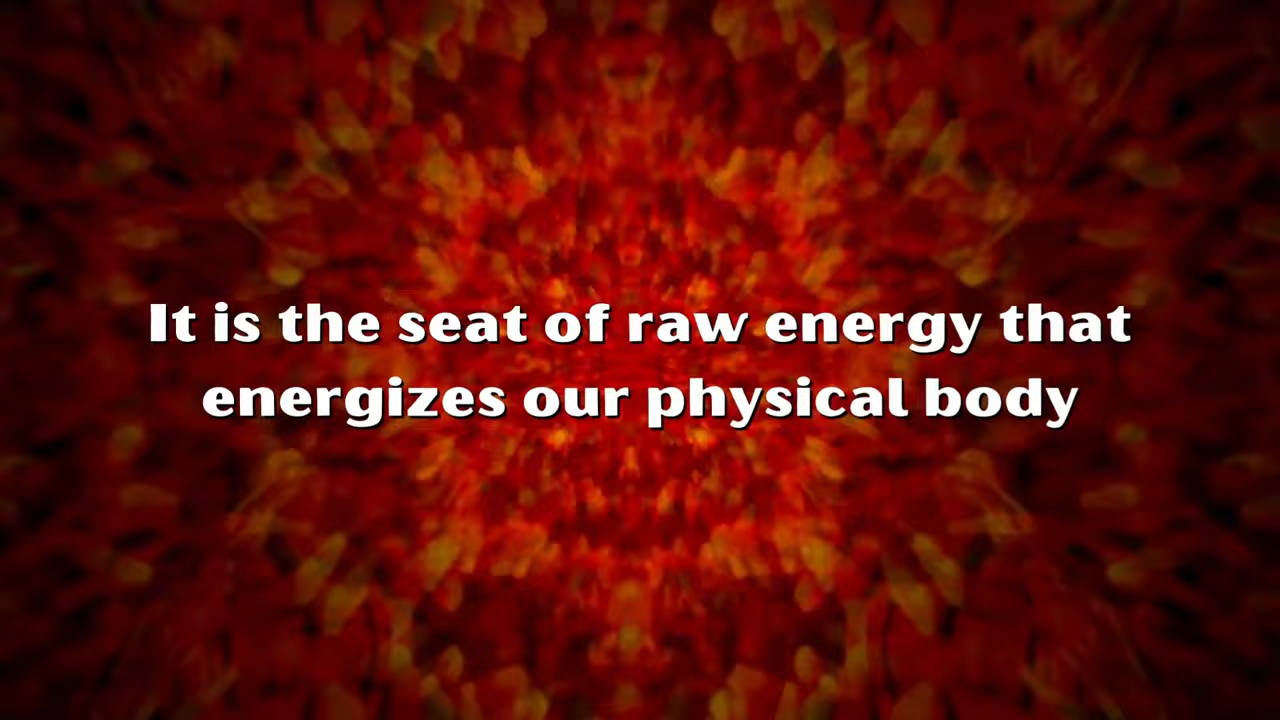 It is the seat of raw energy that
energizes our physical body